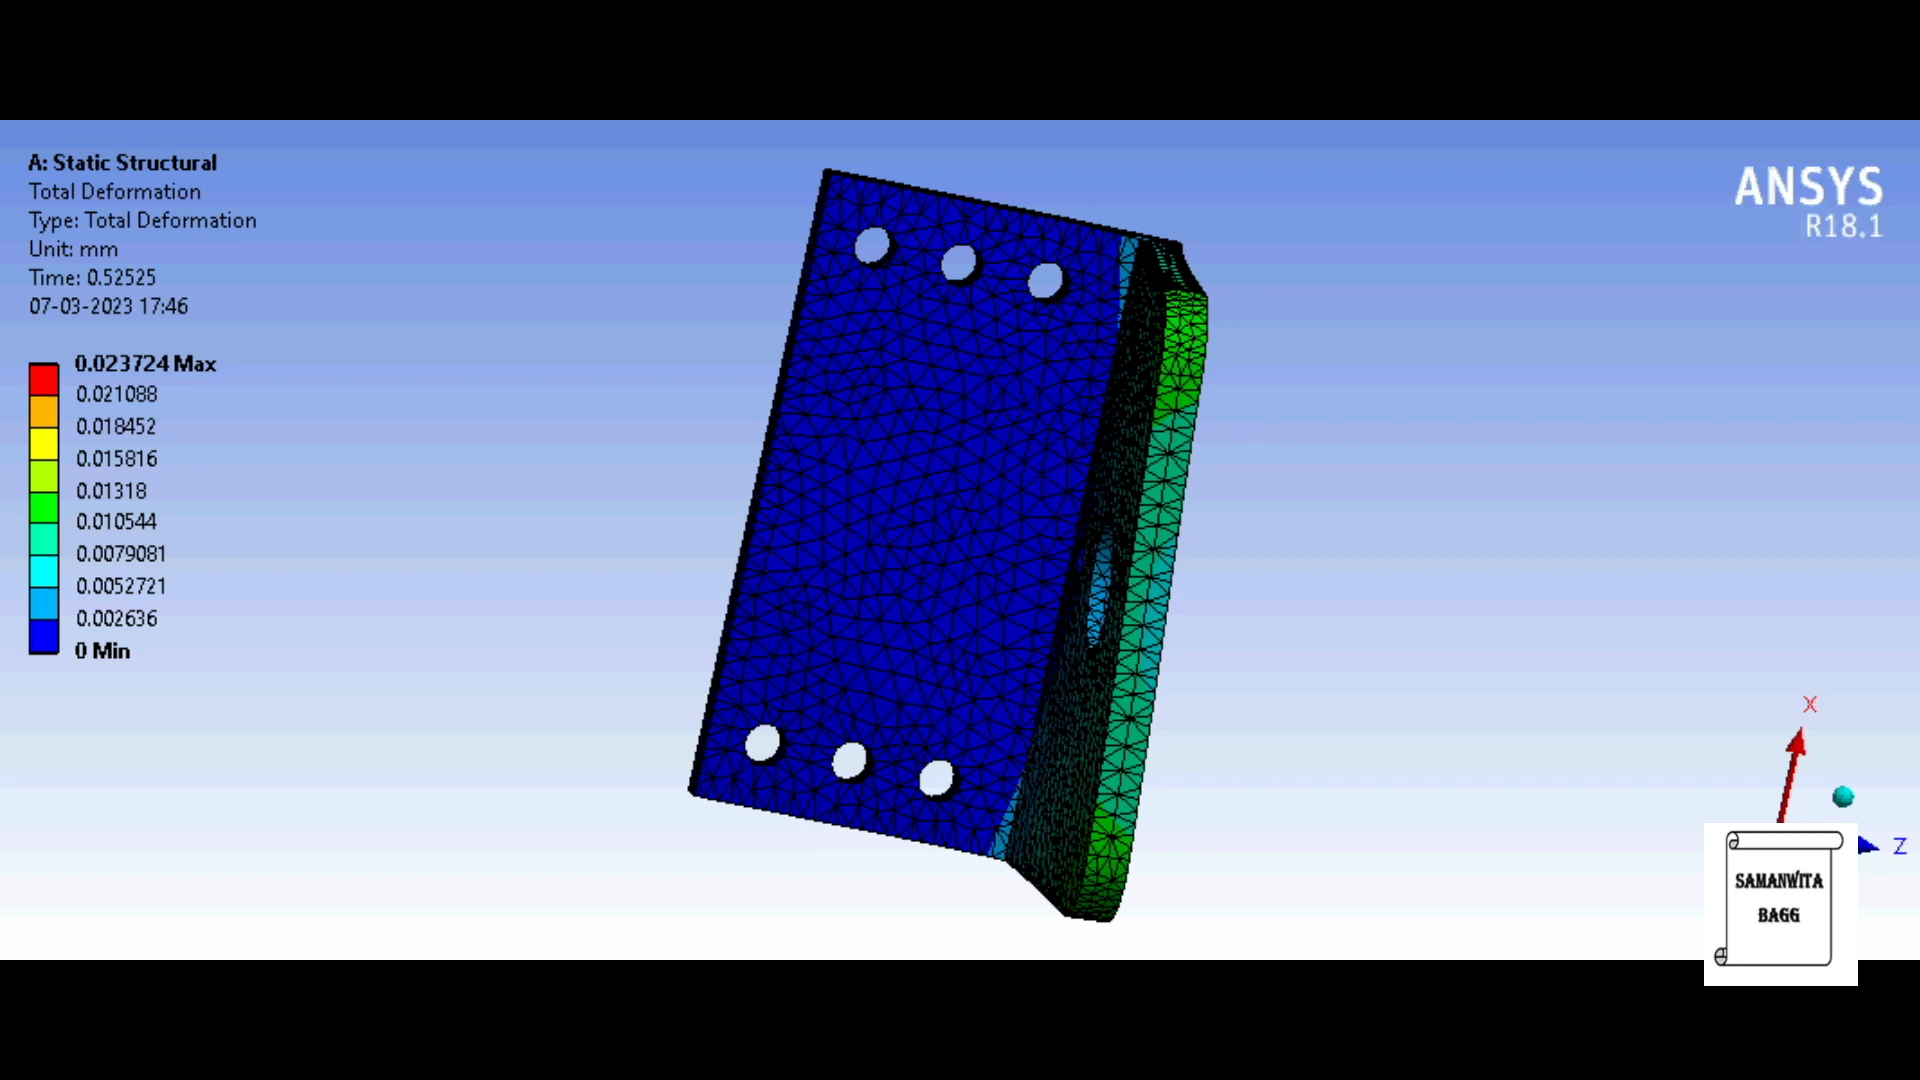 A: Static Structural
Total Deformation
Type: Total Deformation
Unit: mm
Time: 0.52525
07-03-2023 17:46
0.023724 Max
0.021088
0.018452
0.015816
0.01318
0.010544
0.0079081
0.0052721
0.002636
0 Min
ANSYS
R18.1
X
Z
SAMANWITA
BAGG